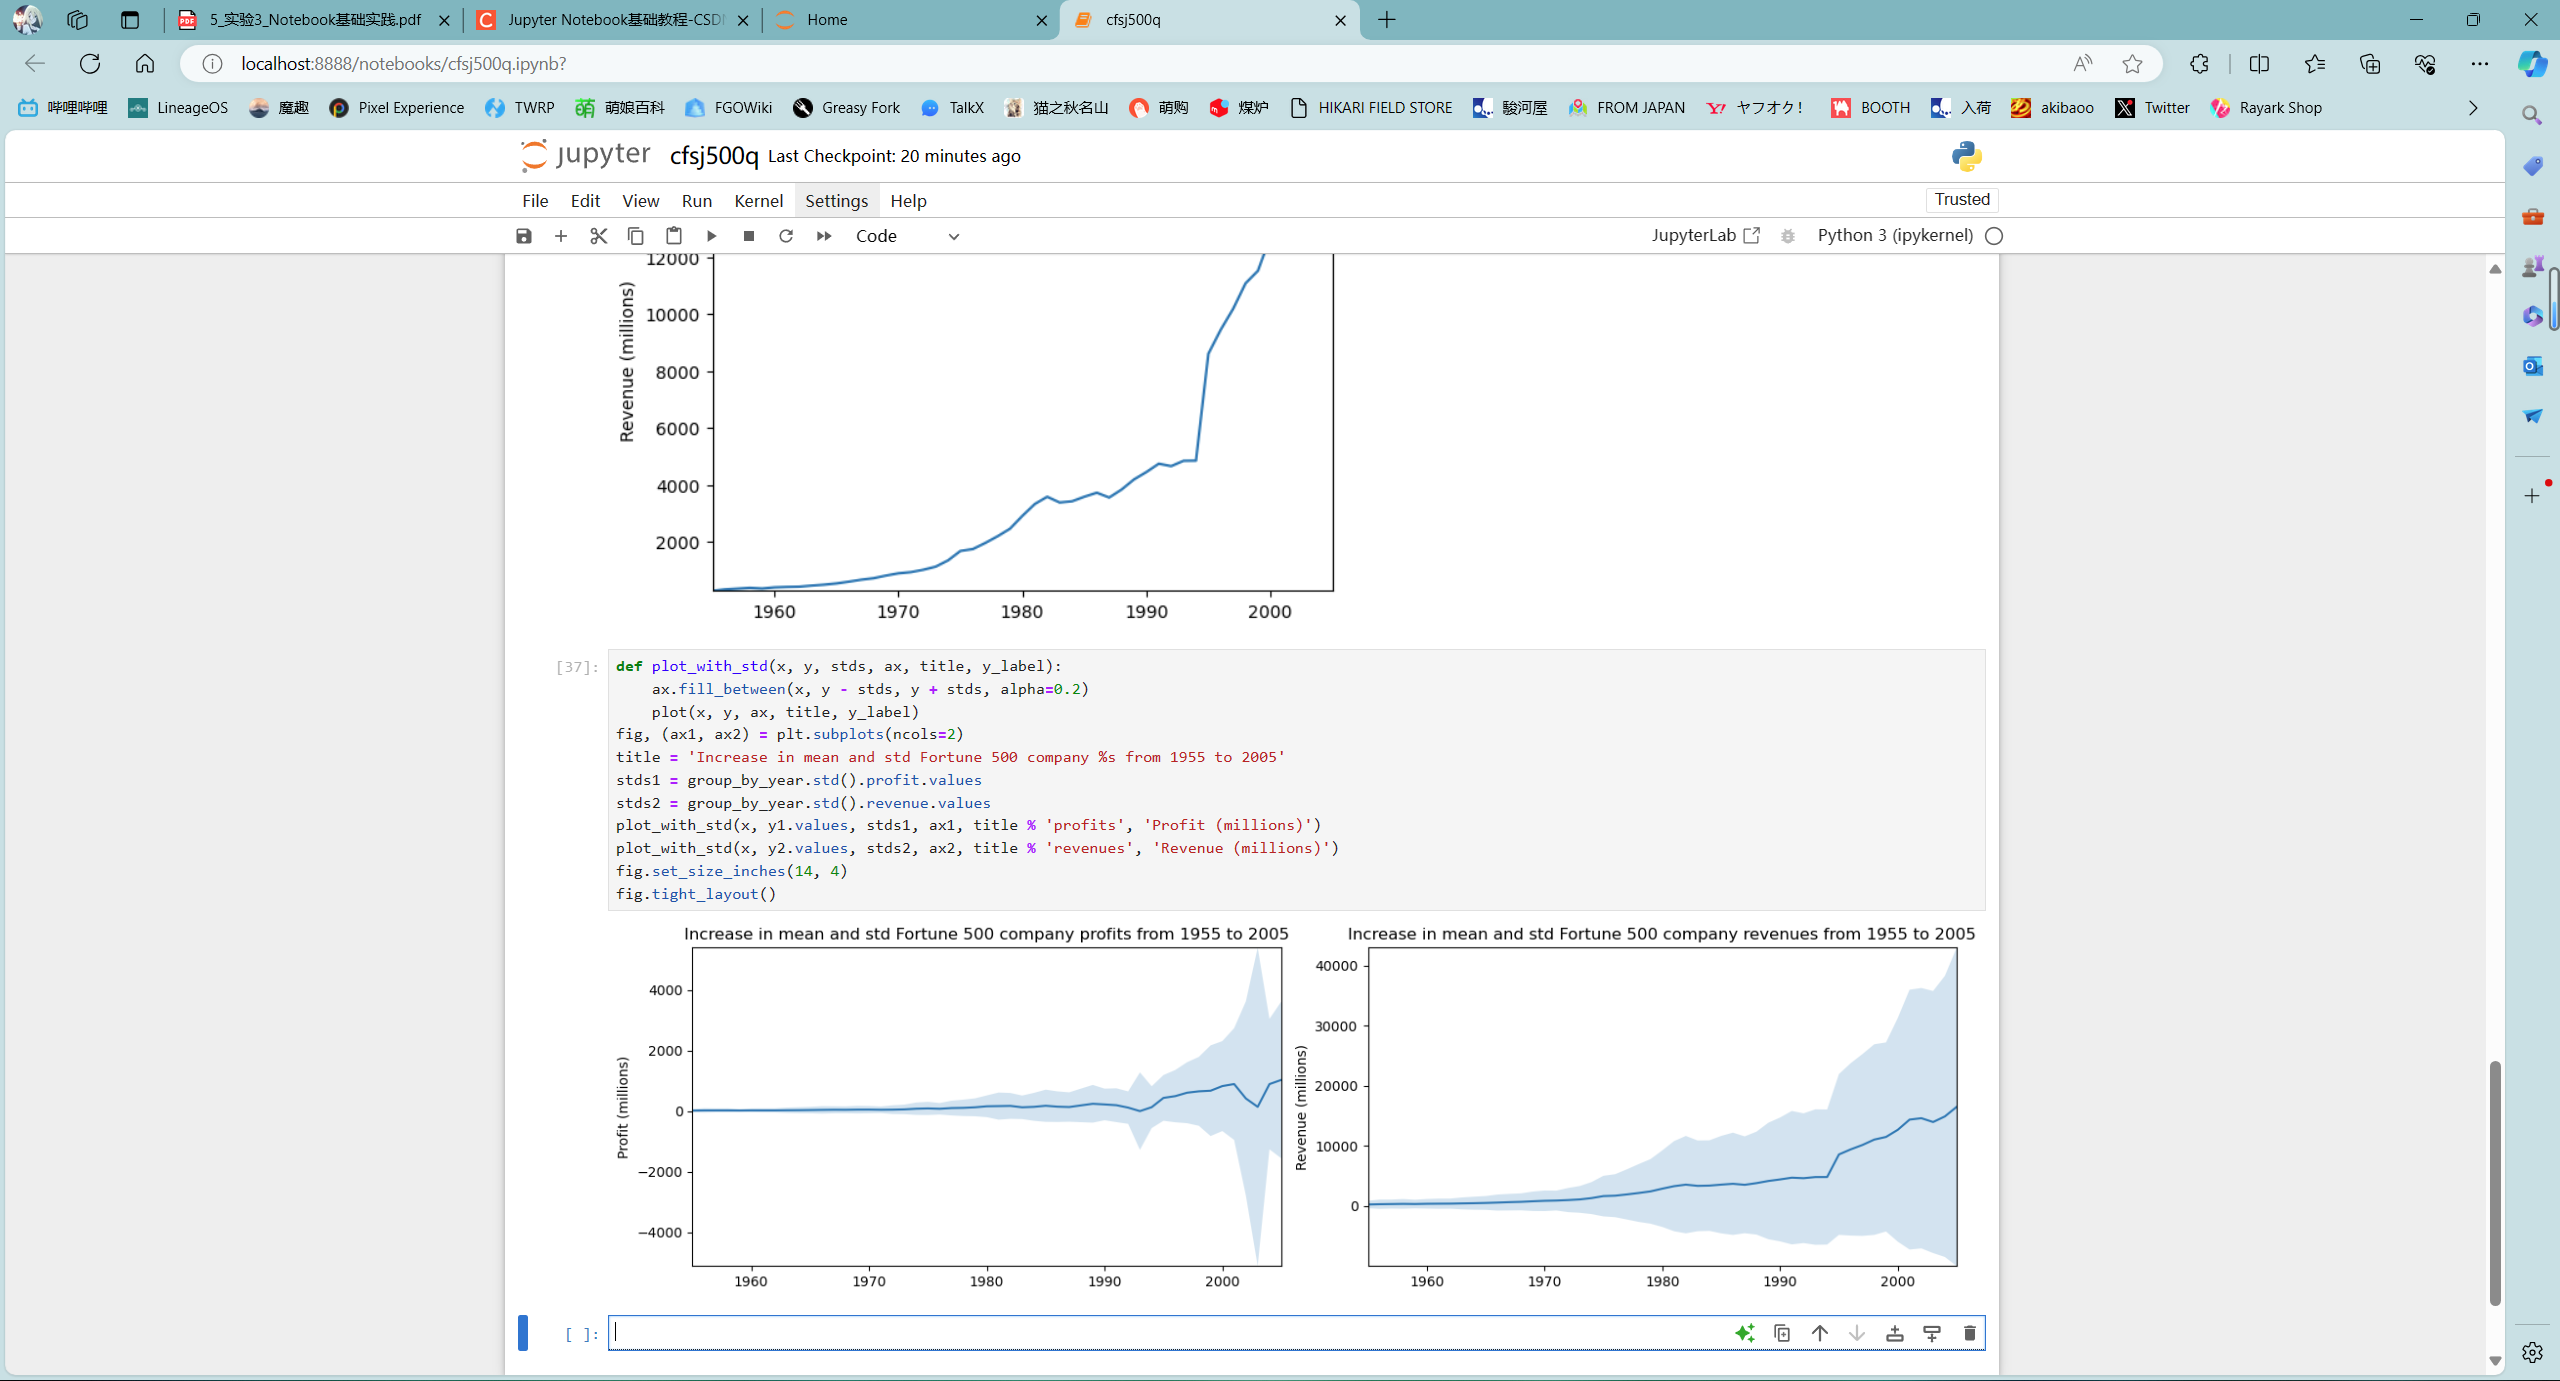 5_实验3_Notebook基础实践.pdf
Jupyter Notebook基础教程-CSD
Home
cfsj500q
localhost:8888/notebooks/cfsj500q.ipynb?
哔哩哔哩
LineageOS
魔趣
Pixel Experience
TWRP
萌娘百科
FGOWiki
Greasy Fork
TalkX
猫之秋名山
萌购
煤炉
HIKARI FIELD STORE
駿河屋
FROM JAPAN
ヤフオク!
BOOTH
入荷
akibaoo
Twitter
Rayark Shop
jupyter cfsj500q Last Checkpoint: 20 minutes ago
File Edit View Run Kernel Settings Help
Trusted
Code
JupyterLab
Python 3 (ipykernel)
12000
10000
8000
6000
4000
2000
Revenue (millions)
1960 1970 1980 1990 2000
[37]:
def plot_with_std(x, y, stds, ax, title, y_label):
    ax.fill_between(x, y - stds, y + stds, alpha=0.2)
    plot(x, y, ax, title, y_label)
fig, (ax1, ax2) = plt.subplots(ncols=2)
title = 'Increase in mean and std Fortune 500 company %s from 1955 to 2005'
stds1 = group_by_year.std().profit.values
stds2 = group_by_year.std().revenue.values
plot_with_std(x, y1.values, stds1, ax1, title % 'profits', 'Profit (millions)')
plot_with_std(x, y2.values, stds2, ax2, title % 'revenues', 'Revenue (millions)')
fig.set_size_inches(14, 4)
fig.tight_layout()
Increase in mean and std Fortune 500 company profits from 1955 to 2005
4000
2000
0
−2000
−4000
Profit (millions)
1960 1970 1980 1990 2000
Increase in mean and std Fortune 500 company revenues from 1955 to 2005
40000
30000
20000
10000
0
Revenue (millions)
1960 1970 1980 1990 2000
[ ]: